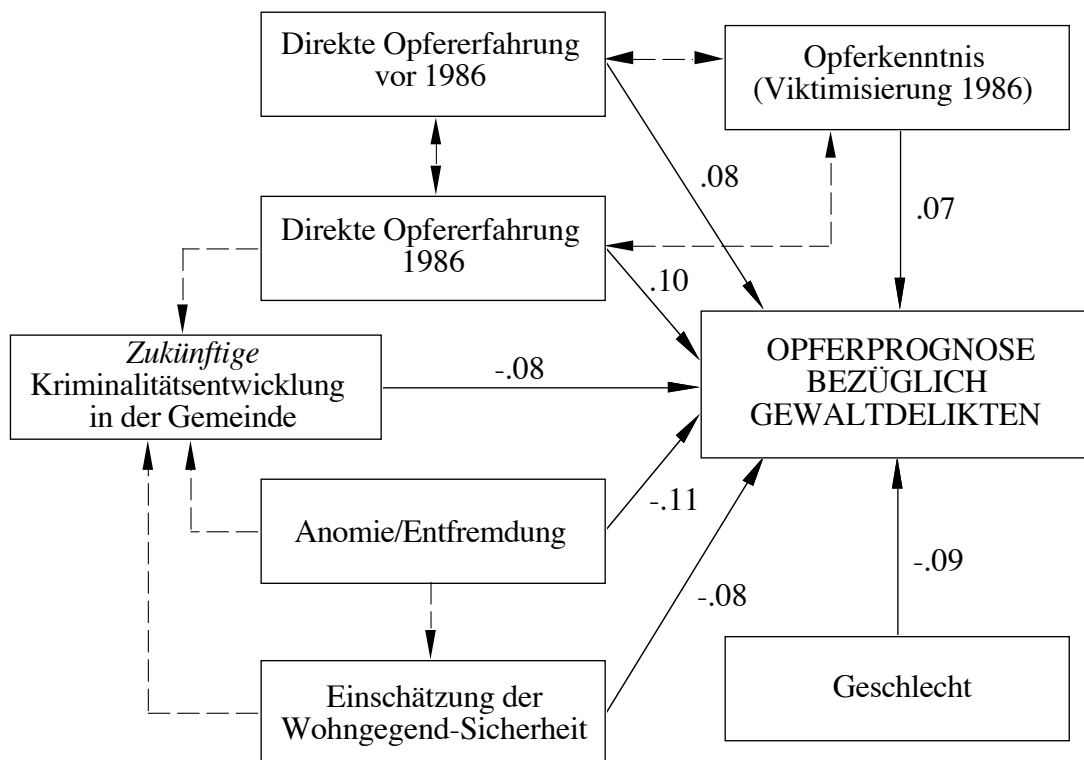 Direkte Opfererfahrung
vor 1986
Opferkenntnis
(Viktimisierung 1986)
.08
.07
Direkte Opfererfahrung
1986
.10
Zukünftige
Kriminalitätsentwicklung
in der Gemeinde
-.08
OPFERPROGNOSE
BEZÜGLICH
GEWALTDELIKTEN
Anomie/Entfremdung
-.11
-.08
-.09
Einschätzung der
Wohngegend-Sicherheit
Geschlecht